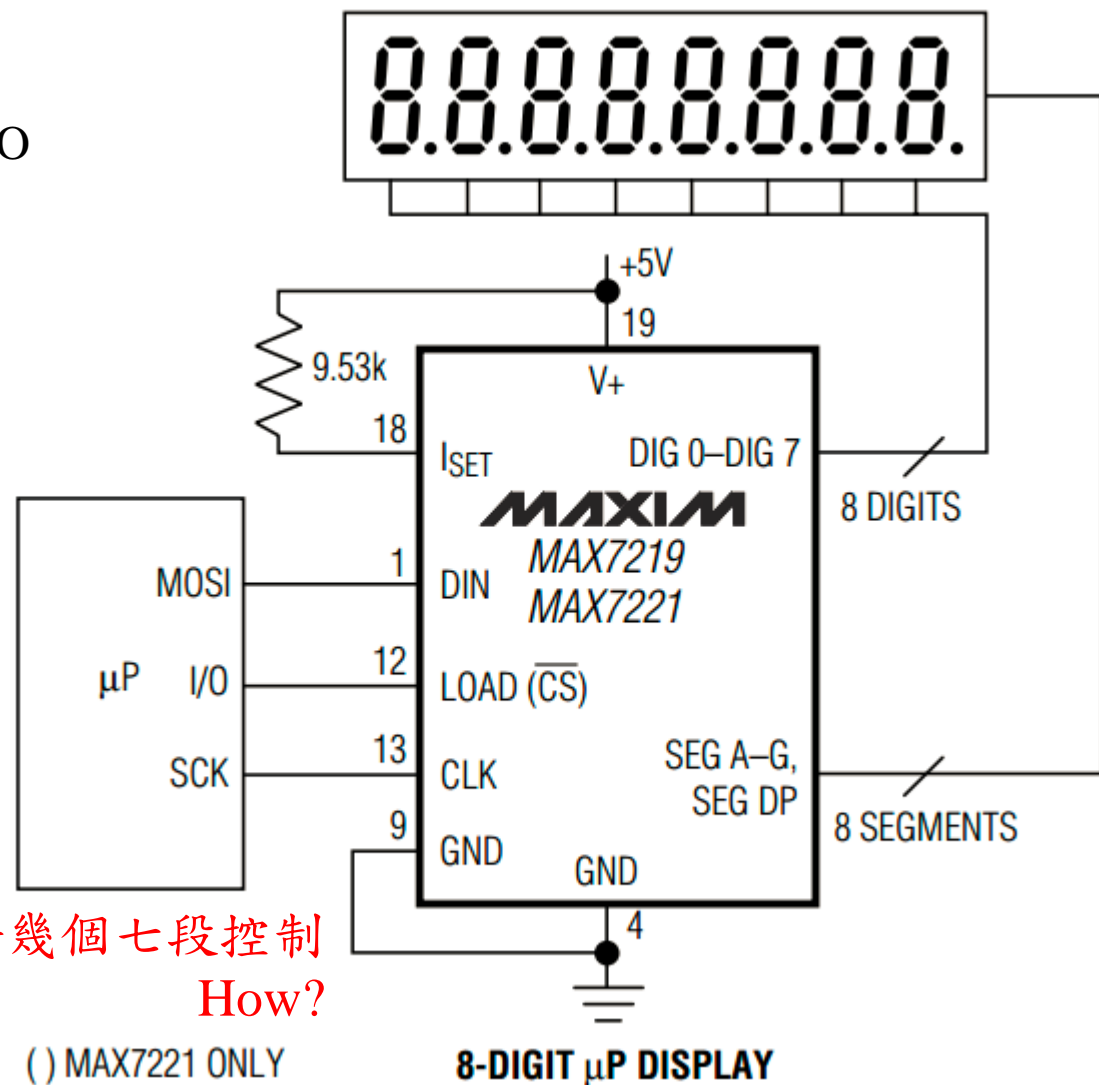 O
+5V
19
9.53k
V+
18
ISET
DIG 0–DIG 7
MAXIM
8 DIGITS
MAX7219
MOSI
1
DIN
MAX7221
μP
I/O
12
LOAD (C̅S̅)
SCK
13
CLK
SEG A–G,
SEG DP
9
GND
8 SEGMENTS
GND
4
幾個七段控制
How?
( ) MAX7221 ONLY
8-DIGIT μP DISPLAY